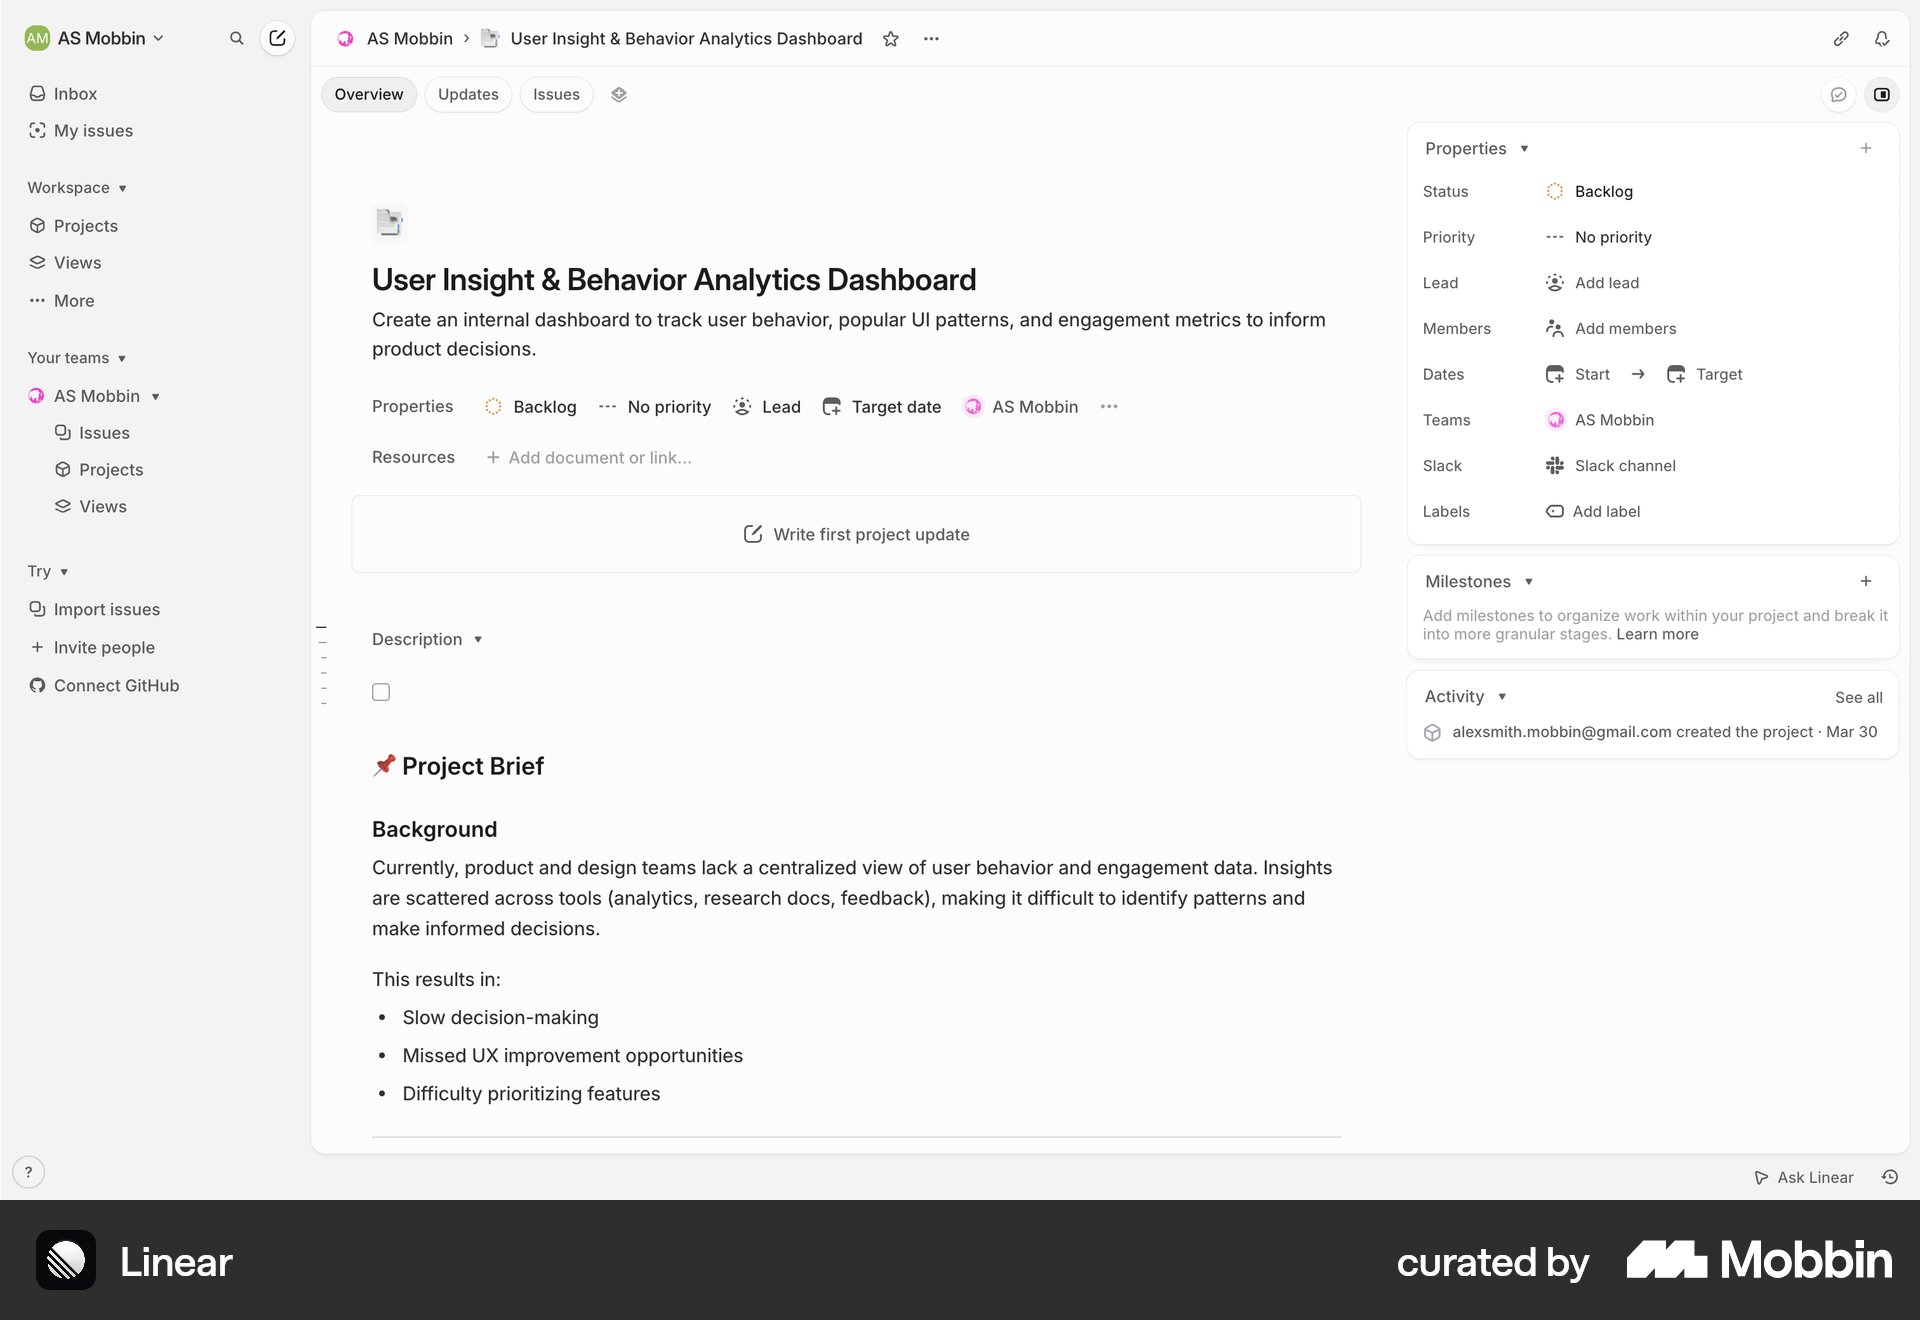 AM AS Mobbin
Inbox
My issues
Workspace
Projects
Views
More
Your teams
AS Mobbin
Issues
Projects
Views
Try
Import issues
Invite people
Connect GitHub
?
AS Mobbin › User Insight & Behavior Analytics Dashboard
Overview Updates Issues
User Insight & Behavior Analytics Dashboard
Create an internal dashboard to track user behavior, popular UI patterns, and engagement metrics to inform
product decisions.
Properties Backlog No priority Lead Target date AS Mobbin
Resources + Add document or link...
Write first project update
Description
📌 Project Brief
Background
Currently, product and design teams lack a centralized view of user behavior and engagement data. Insights
are scattered across tools (analytics, research docs, feedback), making it difficult to identify patterns and
make informed decisions.
This results in:
• Slow decision-making
• Missed UX improvement opportunities
• Difficulty prioritizing features
Properties
Status Backlog
Priority No priority
Lead Add lead
Members Add members
Dates Start → Target
Teams AS Mobbin
Slack Slack channel
Labels Add label
Milestones
Add milestones to organize work within your project and break it
into more granular stages. Learn more
Activity See all
alexsmith.mobbin@gmail.com created the project · Mar 30
Ask Linear
Linear
curated by Mobbin